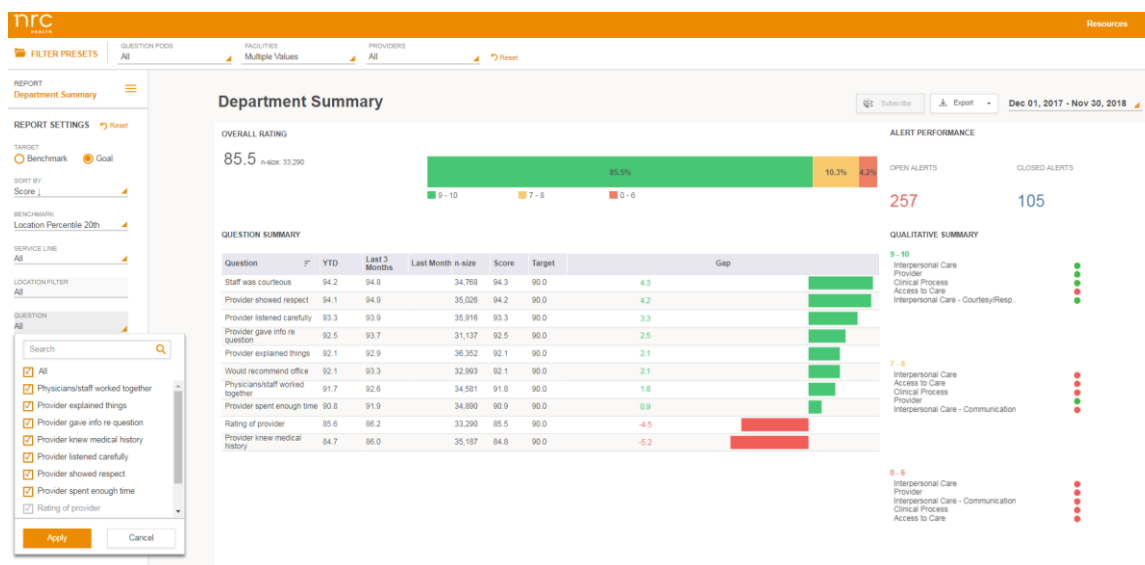 nrc
HEALTH
Resources
FILTER PRESETS
QUESTION PODS
All
FACILITIES
Multiple Values
PROVIDERS
All
Reset
REPORT
Department Summary
REPORT SETTINGS Reset
TARGET
Benchmark Goal
SORT BY
Score ↓
BENCHMARK
Location Percentile 20th
SERVICE LINE
All
LOCATION FILTER
All
QUESTION
All
Search
All
Physicians/staff worked together
Provider explained things
Provider gave info re question
Provider knew medical history
Provider listened carefully
Provider showed respect
Provider spent enough time
Rating of provider
Apply Cancel
Department Summary
Subscribe Export Dec 01, 2017 - Nov 30, 2018
OVERALL RATING
85.5 n-size: 33,290
85.5% 10.3% 4.2%
9 - 10 7 - 8 0 - 6
QUESTION SUMMARY
Question YTD Last 3 Months Last Month n-size Score Target Gap
Staff was courteous 94.2 94.8 34,768 94.3 90.0 4.3
Provider showed respect 94.1 94.9 35,026 94.2 90.0 4.2
Provider listened carefully 93.3 93.9 35,916 93.3 90.0 3.3
Provider gave info re question 92.5 93.7 31,137 92.5 90.0 2.5
Provider explained things 92.1 92.9 36,352 92.1 90.0 2.1
Would recommend office 92.1 93.3 32,993 92.1 90.0 2.1
Physicians/staff worked together 91.7 92.6 34,581 91.8 90.0 1.8
Provider spent enough time 90.8 91.9 34,690 90.9 90.0 0.9
Rating of provider 85.6 86.2 33,290 85.5 90.0 -4.5
Provider knew medical history 84.7 86.0 35,187 84.8 90.0 -5.2
ALERT PERFORMANCE
OPEN ALERTS CLOSED ALERTS
257 105
QUALITATIVE SUMMARY
9 - 10
Interpersonal Care
Provider
Clinical Process
Access to Care
Interpersonal Care - Courtesy/Resp..
7 - 8
Interpersonal Care
Access to Care
Clinical Process
Provider
Interpersonal Care - Communication
0 - 6
Interpersonal Care
Provider
Interpersonal Care - Communication
Clinical Process
Access to Care